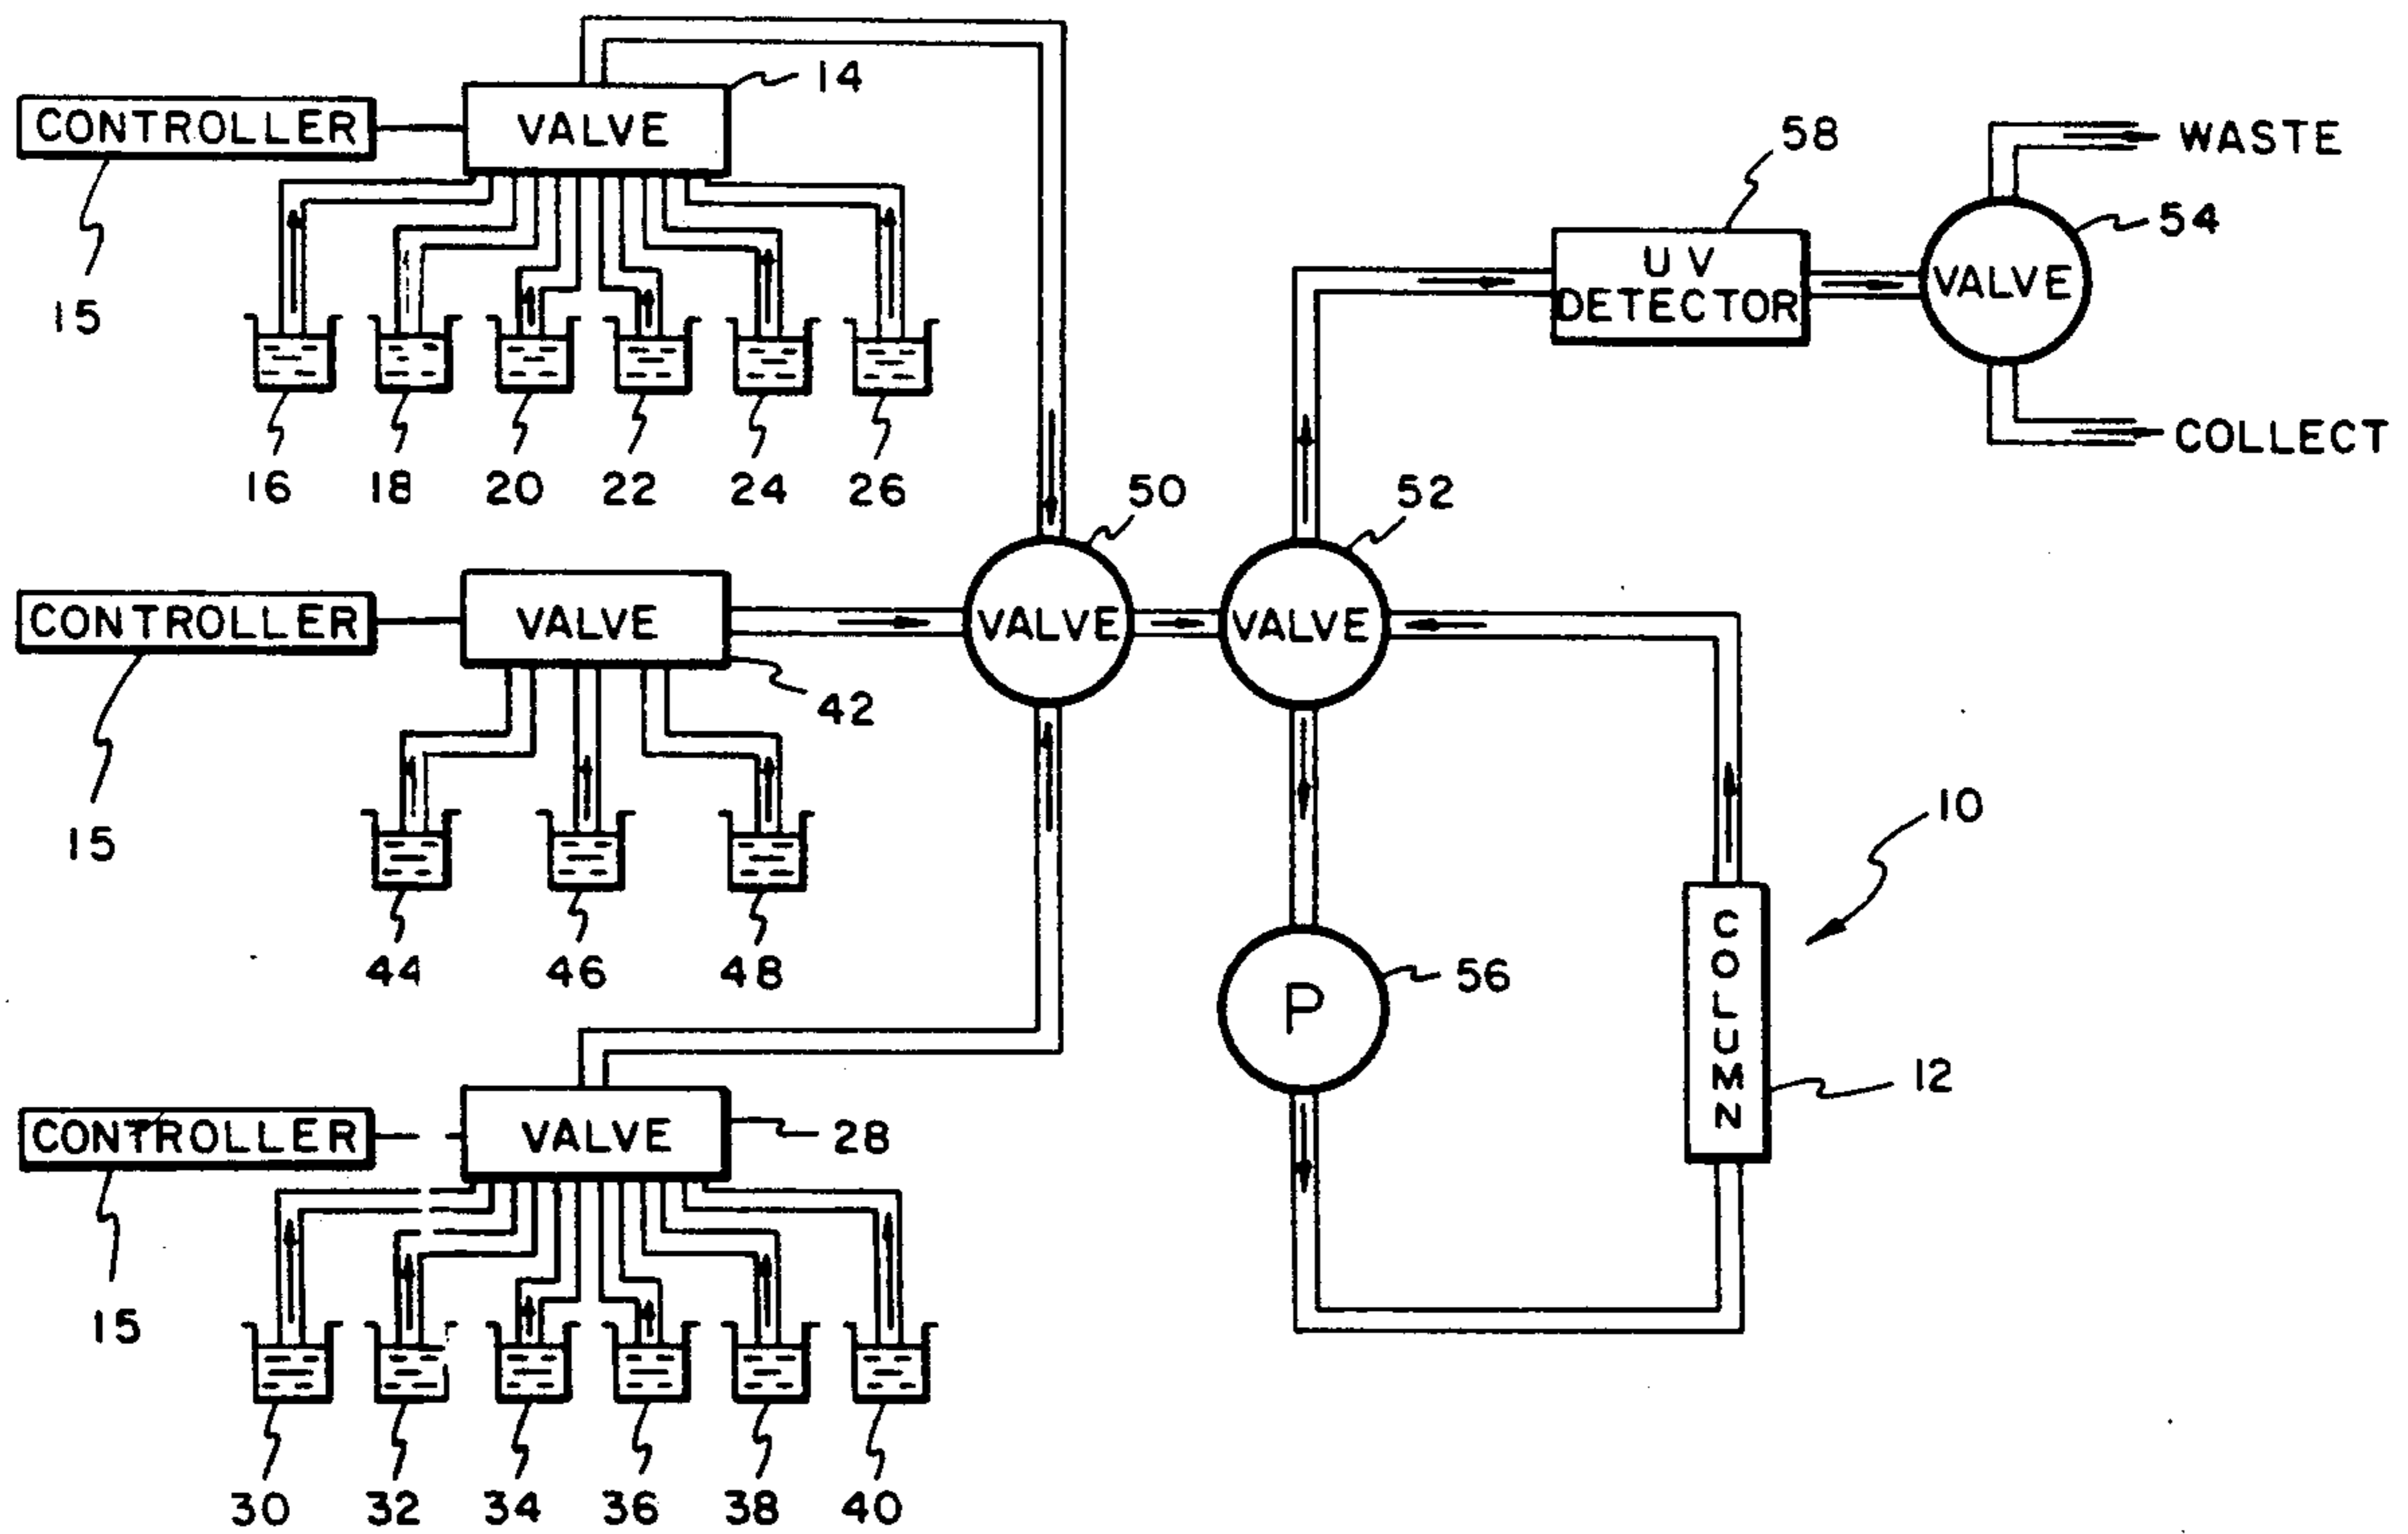 14
CONTROLLER
VALVE
58
WASTE
54
UV
DETECTOR
VALVE
15
COLLECT
16 18 20 22 24 26
50
52
CONTROLLER
VALVE
VALVE
VALVE
42
15
10
44 46 48
56
P
COLUMN
12
CONTROLLER
VALVE
28
15
30 32 34 36 38 40